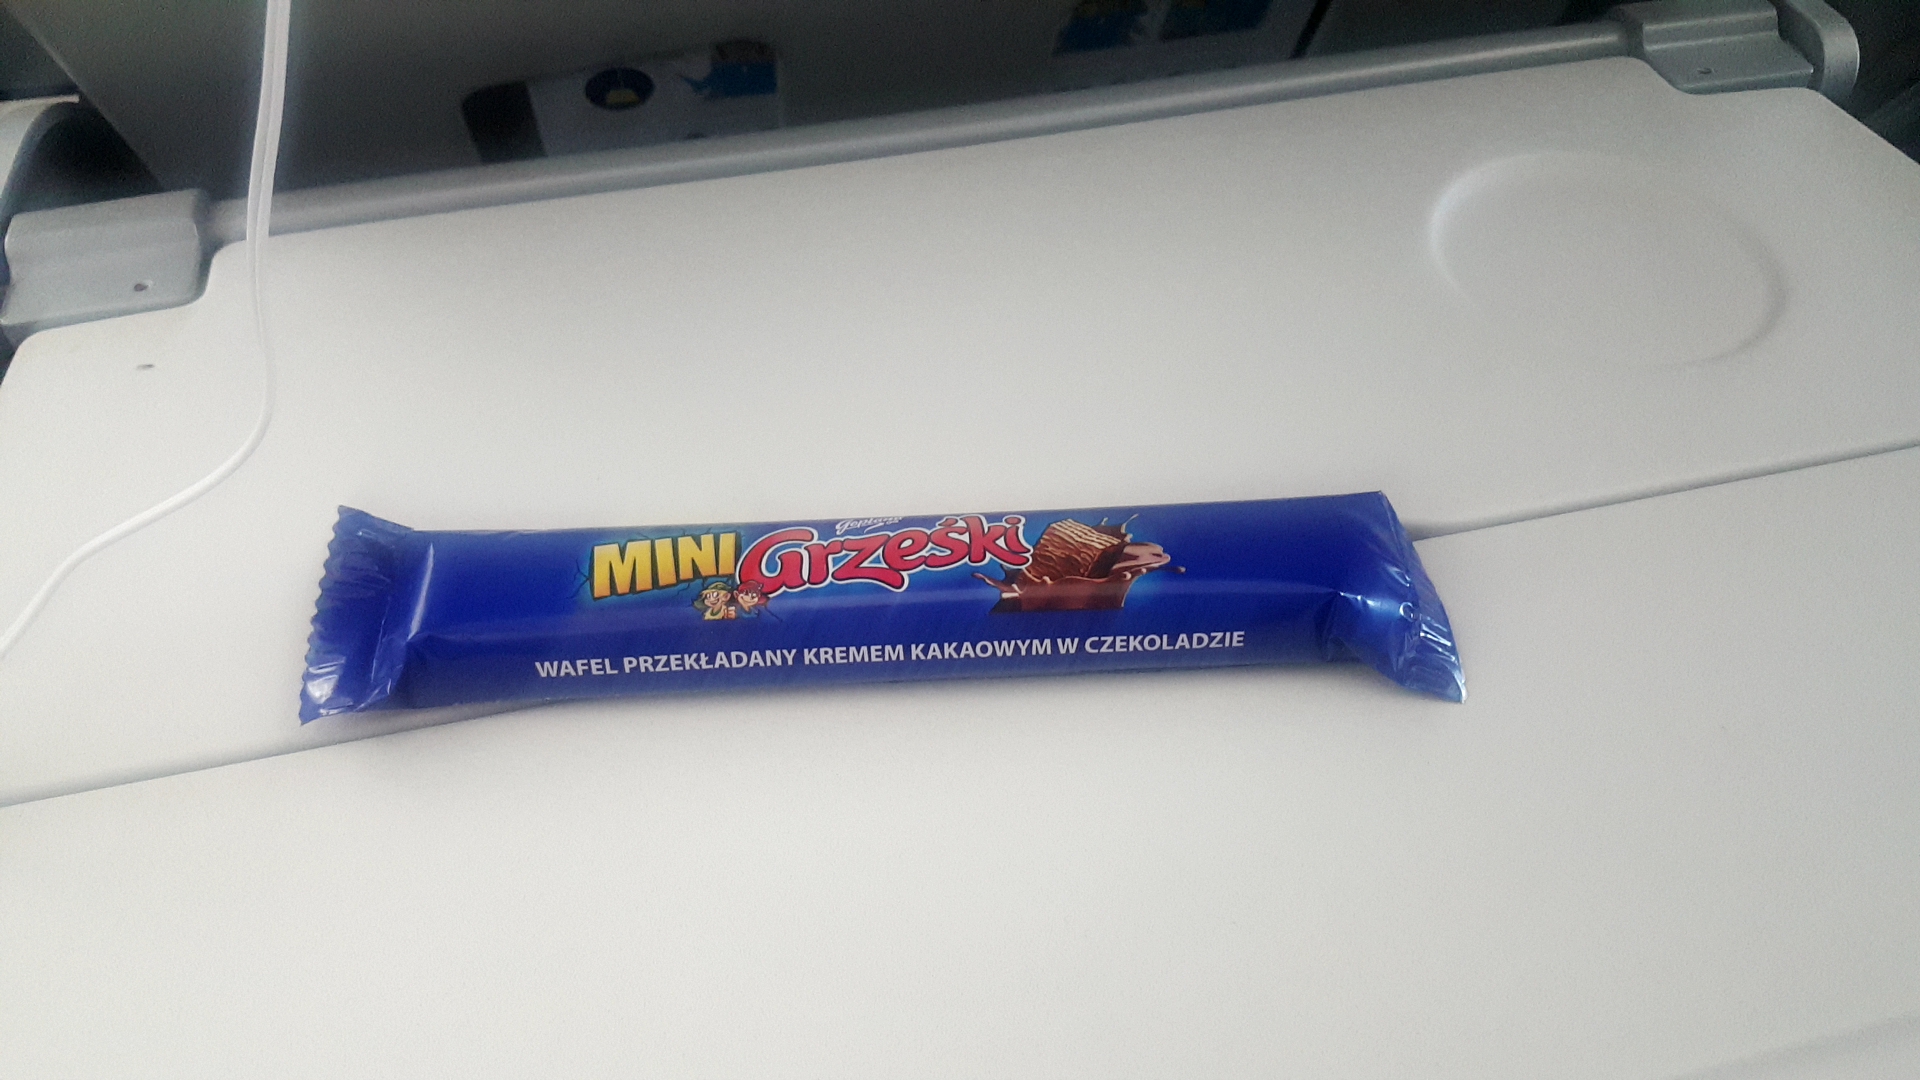 Goplana
MINI Grześki
WAFEL PRZEKŁADANY KREMEM KAKAOWYM W CZEKOLADZIE